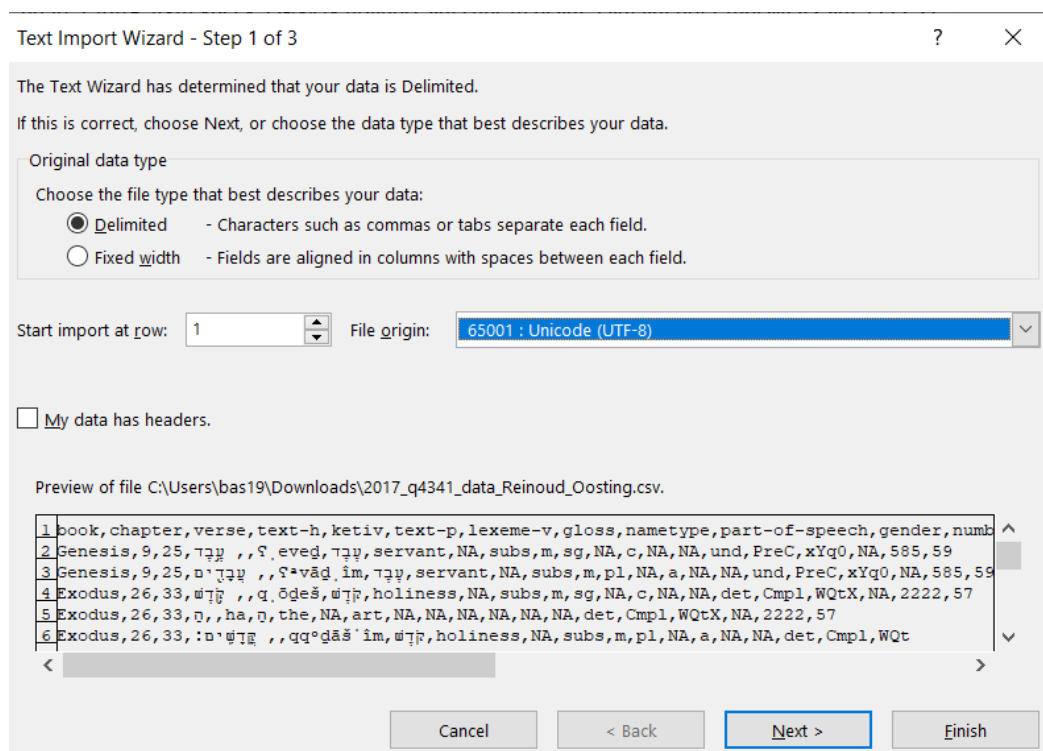 Text Import Wizard - Step 1 of 3 ? ×
The Text Wizard has determined that your data is Delimited.
If this is correct, choose Next, or choose the data type that best describes your data.
Original data type
Choose the file type that best describes your data:
Delimited - Characters such as commas or tabs separate each field.
Fixed width - Fields are aligned in columns with spaces between each field.
Start import at row: 1 File origin: 65001 : Unicode (UTF-8)
My data has headers.
Preview of file C:\Users\bas19\Downloads\2017_q4341_data_Reinoud_Oosting.csv.
1 book,chapter,verse,text-h,ketiv,text-p,lexeme-v,gloss,nametype,part-of-speech,gender,numb
2 Genesis,9,25,עֶ֥בֶד ,,ʕˌeveḏ,עֶבֶד,servant,NA,subs,m,sg,NA,c,NA,NA,und,PreC,xYq0,NA,585,59
3 Genesis,9,25,עֲבָדִ֖ים ,,ʕᵃvāḏˌîm,עֶבֶד,servant,NA,subs,m,pl,NA,a,NA,NA,und,PreC,xYq0,NA,585,59
4 Exodus,26,33,קֹ֥דֶשׁ ,,qˌōḏeš,קֹדֶשׁ,holiness,NA,subs,m,sg,NA,c,NA,NA,det,Cmpl,WQtX,NA,2222,57
5 Exodus,26,33,הַ,,ha,הַ,the,NA,art,NA,NA,NA,NA,NA,NA,det,Cmpl,WQtX,NA,2222,57
6 Exodus,26,33,קֳּדָשִֽׁים׃ ,,qqᵒḏāšˈîm,קֹדֶשׁ,holiness,NA,subs,m,pl,NA,a,NA,NA,det,Cmpl,WQt
Cancel < Back Next > Finish